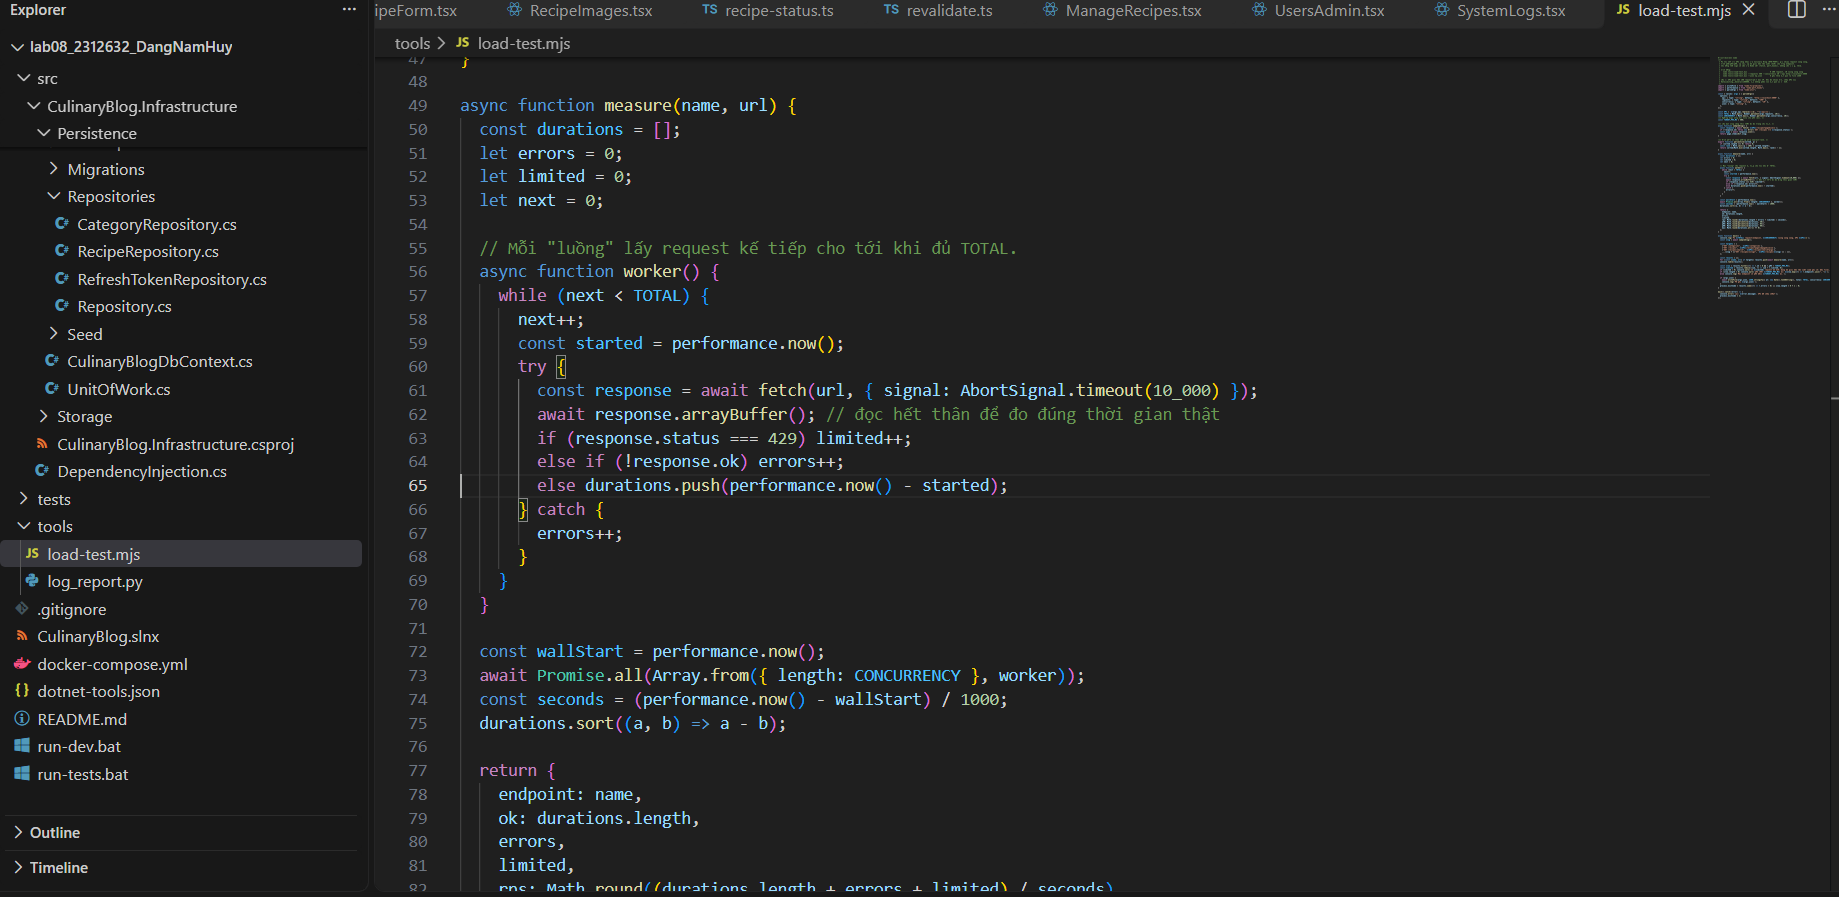 Explorer
lab08_2312632_DangNamHuy
src
CulinaryBlog.Infrastructure
Persistence
Migrations
Repositories
CategoryRepository.cs
RecipeRepository.cs
RefreshTokenRepository.cs
Repository.cs
Seed
CulinaryBlogDbContext.cs
UnitOfWork.cs
Storage
CulinaryBlog.Infrastructure.csproj
DependencyInjection.cs
tests
tools
JS load-test.mjs
log_report.py
.gitignore
CulinaryBlog.slnx
docker-compose.yml
{} dotnet-tools.json
README.md
run-dev.bat
run-tests.bat
Outline
Timeline
ipeForm.tsx RecipeImages.tsx TS recipe-status.ts TS revalidate.ts ManageRecipes.tsx UsersAdmin.tsx SystemLogs.tsx JS load-test.mjs
tools > JS load-test.mjs
47 }
48
49 async function measure(name, url) {
50 const durations = [];
51 let errors = 0;
52 let limited = 0;
53 let next = 0;
54
55 // Mỗi "luồng" lấy request kế tiếp cho tới khi đủ TOTAL.
56 async function worker() {
57 while (next < TOTAL) {
58 next++;
59 const started = performance.now();
60 try {
61 const response = await fetch(url, { signal: AbortSignal.timeout(10_000) });
62 await response.arrayBuffer(); // đọc hết thân để đo đúng thời gian thật
63 if (response.status === 429) limited++;
64 else if (!response.ok) errors++;
65 else durations.push(performance.now() - started);
66 } catch {
67 errors++;
68 }
69 }
70 }
71
72 const wallStart = performance.now();
73 await Promise.all(Array.from({ length: CONCURRENCY }, worker));
74 const seconds = (performance.now() - wallStart) / 1000;
75 durations.sort((a, b) => a - b);
76
77 return {
78 endpoint: name,
79 ok: durations.length,
80 errors,
81 limited,
82 rps: Math.round((durations.length + errors + limited) / seconds)